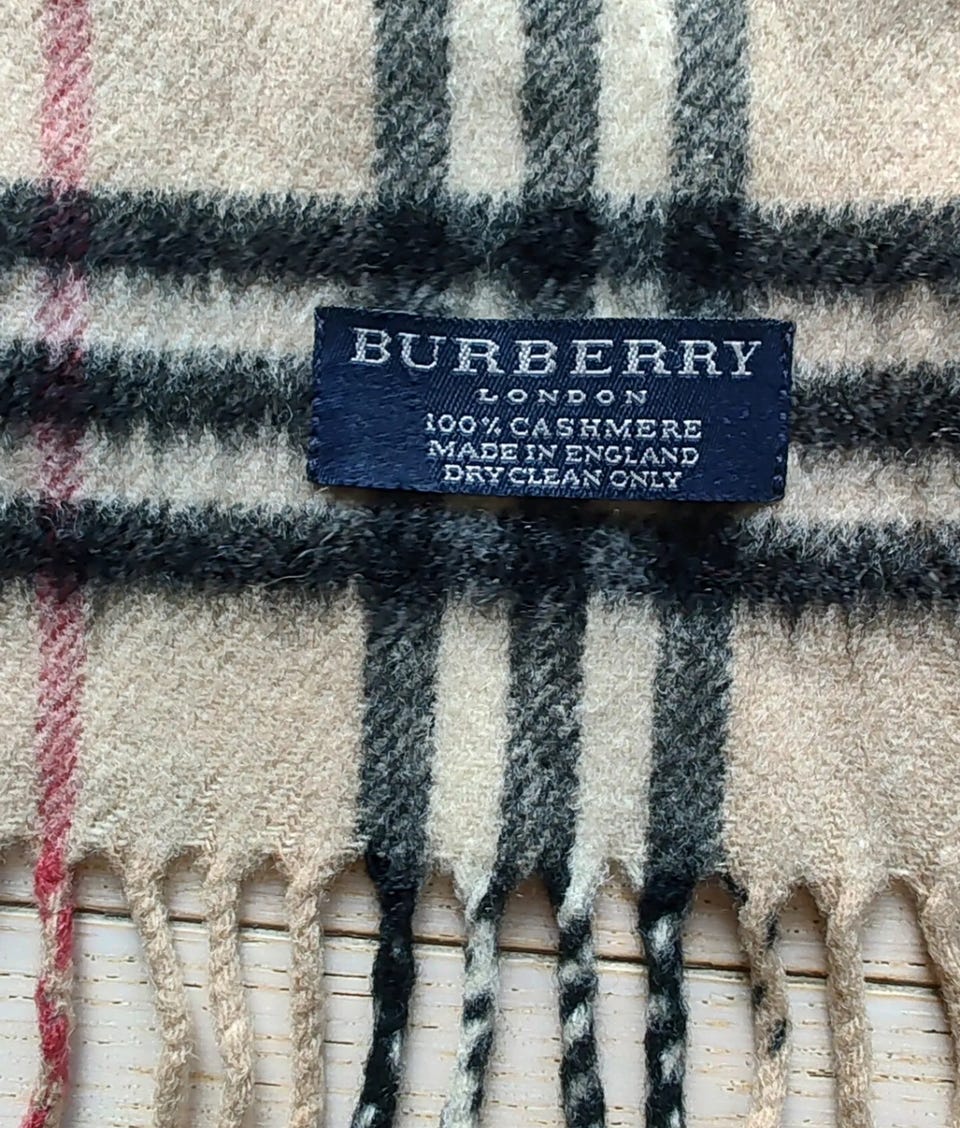 BURBERRY
LONDON
100% CASHMERE
MADE IN ENGLAND
DRY CLEAN ONLY